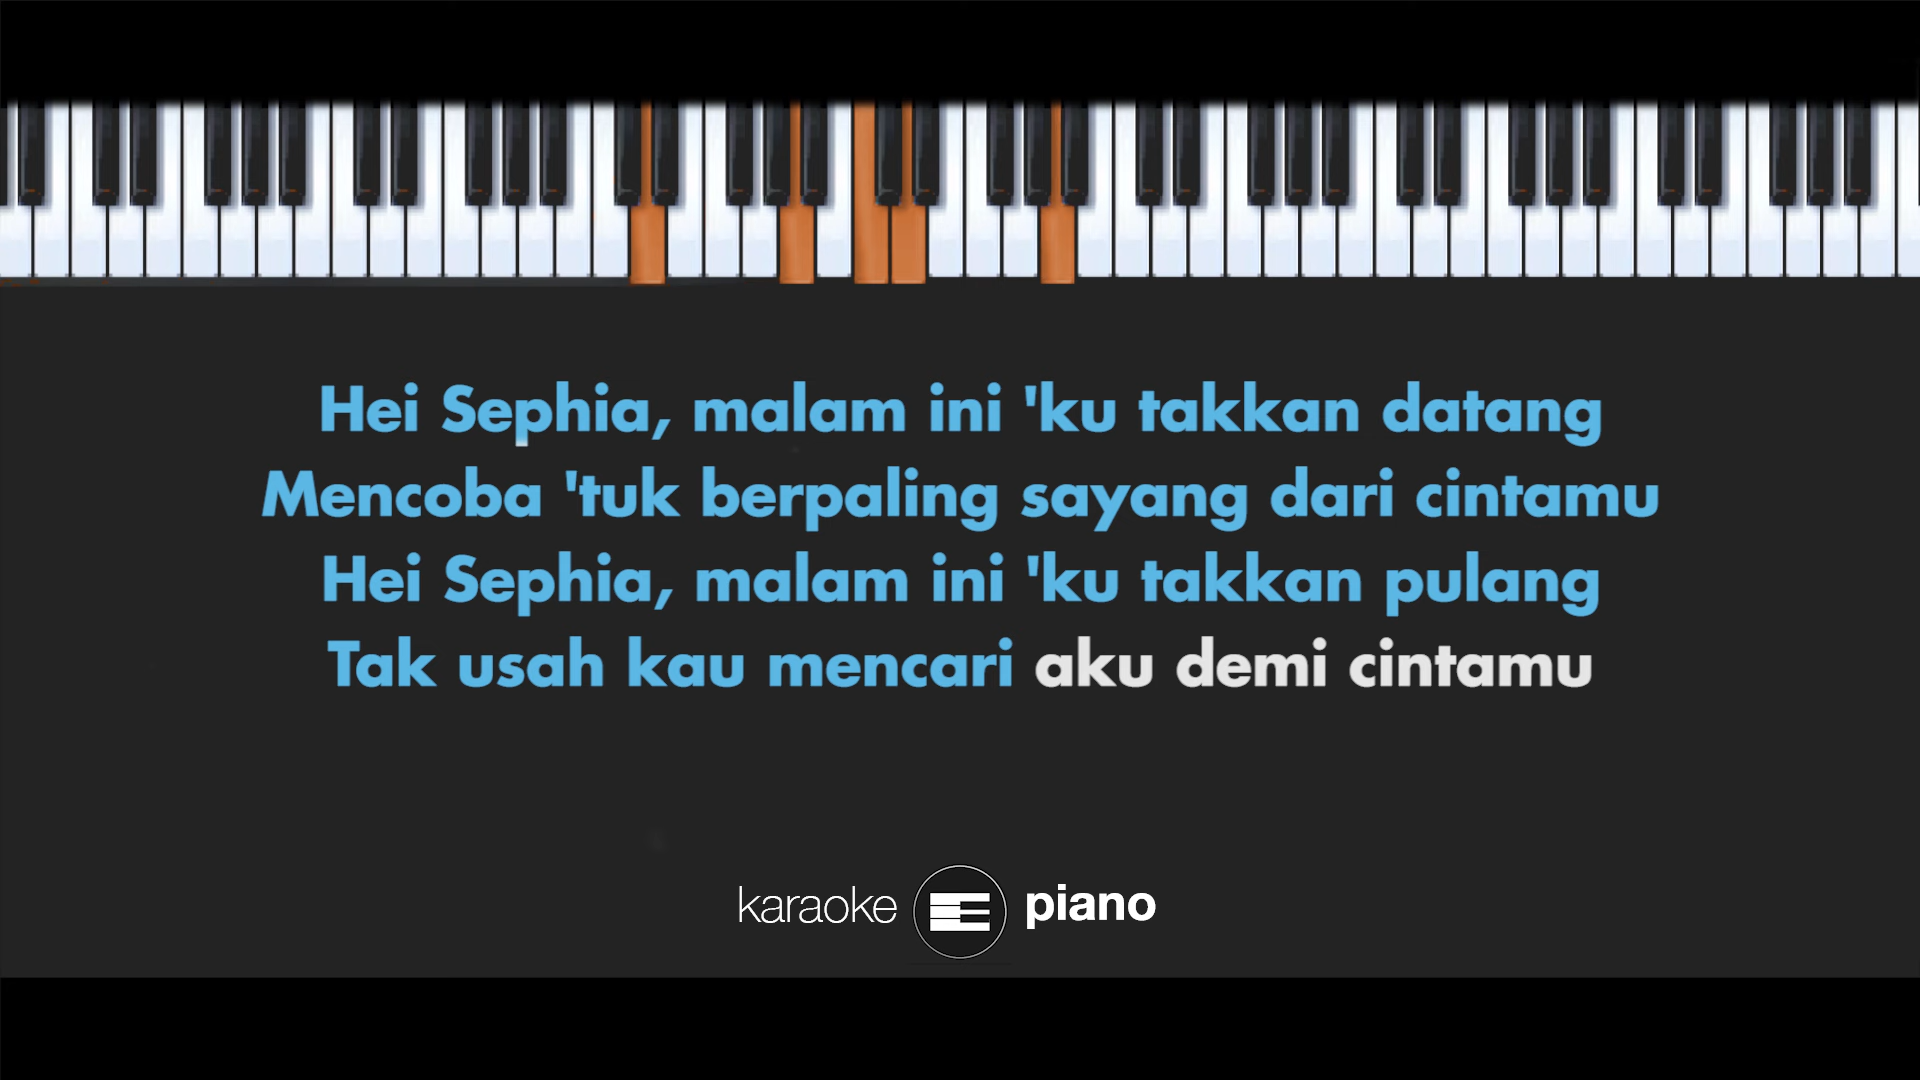 Hei Sephia, malam ini 'ku takkan datang
Mencoba 'tuk berpaling sayang dari cintamu
Hei Sephia, malam ini 'ku takkan pulang
Tak usah kau mencari aku demi cintamu
karaoke piano